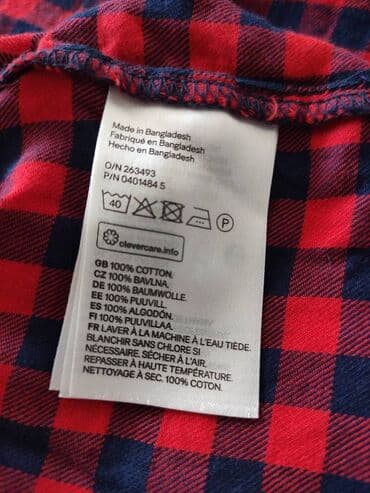 Made in Bangladesh
Fabriqué en Bangladesh
Hecho en Bangladesh
O/N 263493
P/N 0401484 5
40 P
clevercare.info
GB 100% COTTON.
CZ 100% BAVLNA.
DE 100% BAUMWOLLE.
EE 100% PUUVILL.
ES 100% ALGODÓN.
FI 100% PUUVILLAA.
FR LAVER À LA MACHINE À L'EAU TIÈDE.
BLANCHIR SANS CHLORE SI
NÉCESSAIRE. SÉCHER À L'AIR.
REPASSER À HAUTE TEMPÉRATURE.
NETTOYAGE À SEC. 100% COTON.